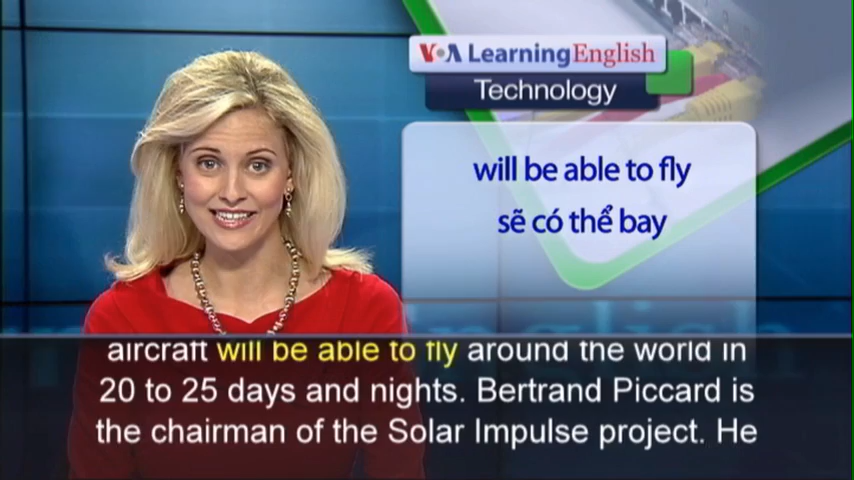 VOA Learning English
Technology
will be able to fly
sẽ có thể bay
aircraft will be able to fly around the world in
20 to 25 days and nights. Bertrand Piccard is
the chairman of the Solar Impulse project. He